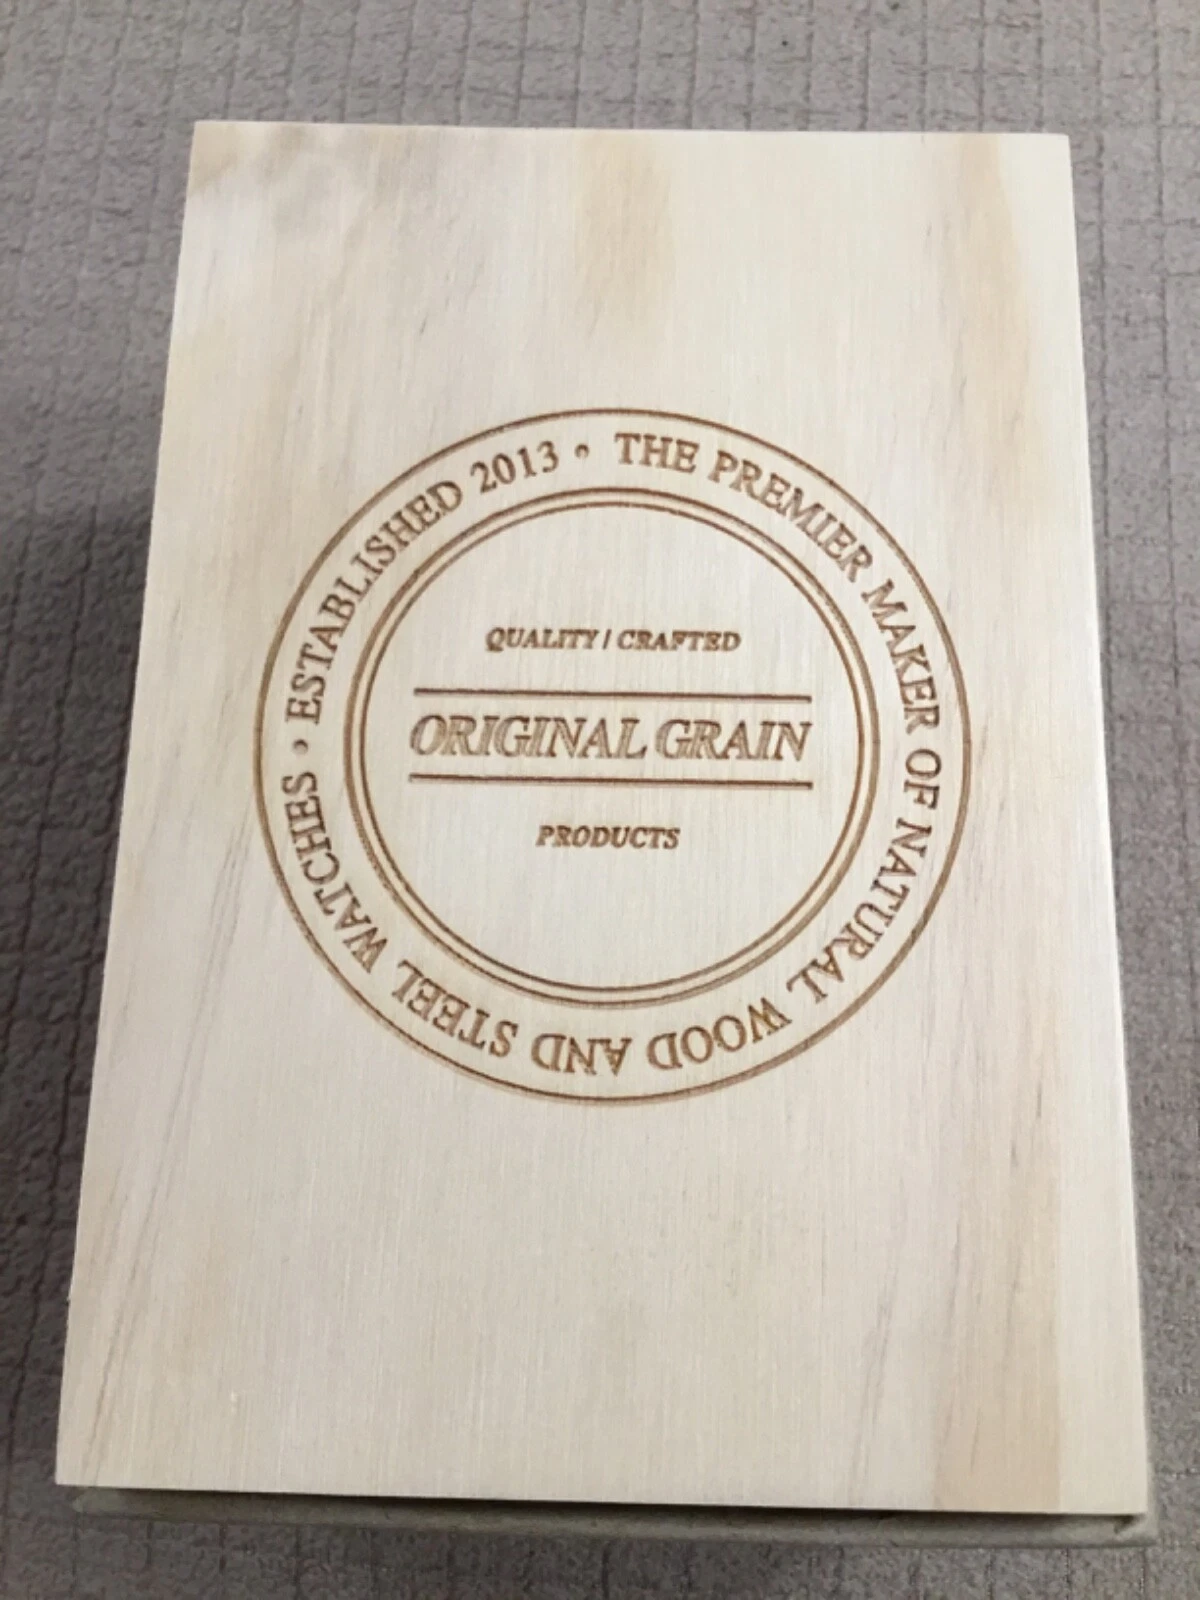 THE PREMIER MAKER OF NATURAL WOOD AND STEEL WATCHES • ESTABLISHED 2013 •
QUALITY / CRAFTED
ORIGINAL GRAIN
PRODUCTS